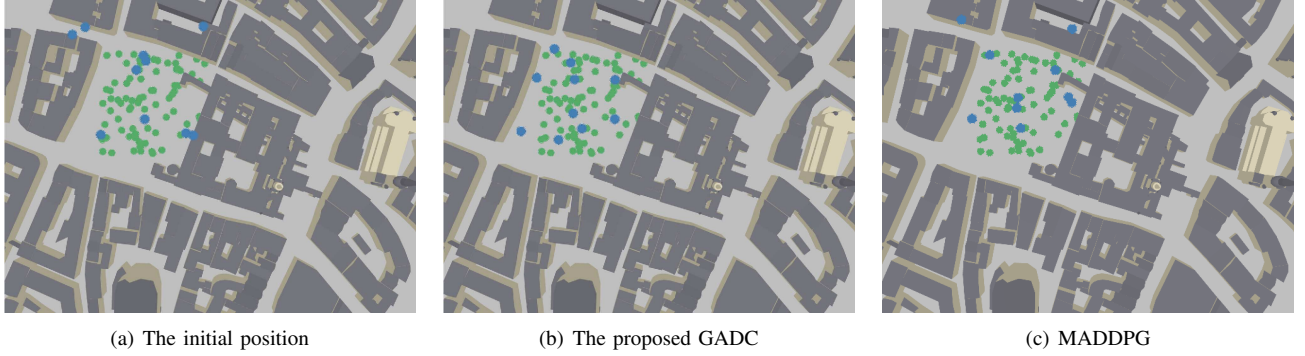 (a) The initial position
(b) The proposed GADC
(c) MADDPG